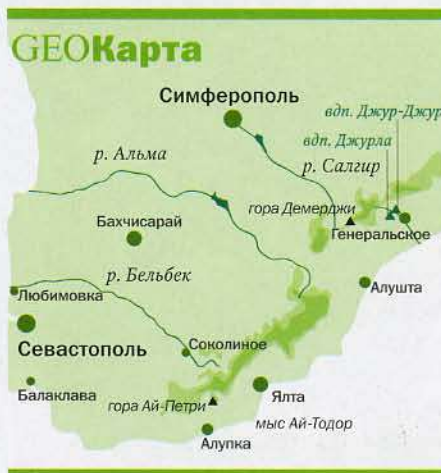 GEOКарта
Симферополь
вдп. Джур-Джур
вдп. Джурла
р. Альма
р. Салгир
гора Демерджи
Генеральское
Бахчисарай
р. Бельбек
Любимовка
Алушта
Севастополь
Соколиное
Балаклава
гора Ай-Петри
Ялта
мыс Ай-Тодор
Алупка